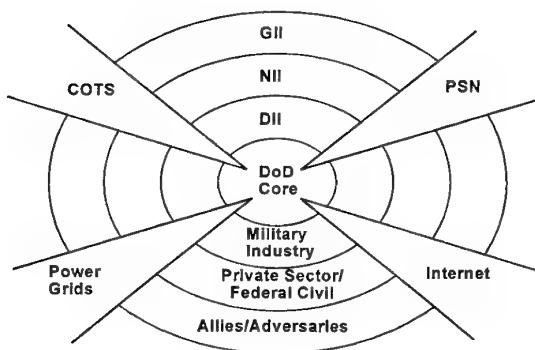 GII
NII
COTS
PSN
DII
DoD
Core
Military
Industry
Power
Grids
Private Sector/
Federal Civil
Internet
Allies/Adversaries